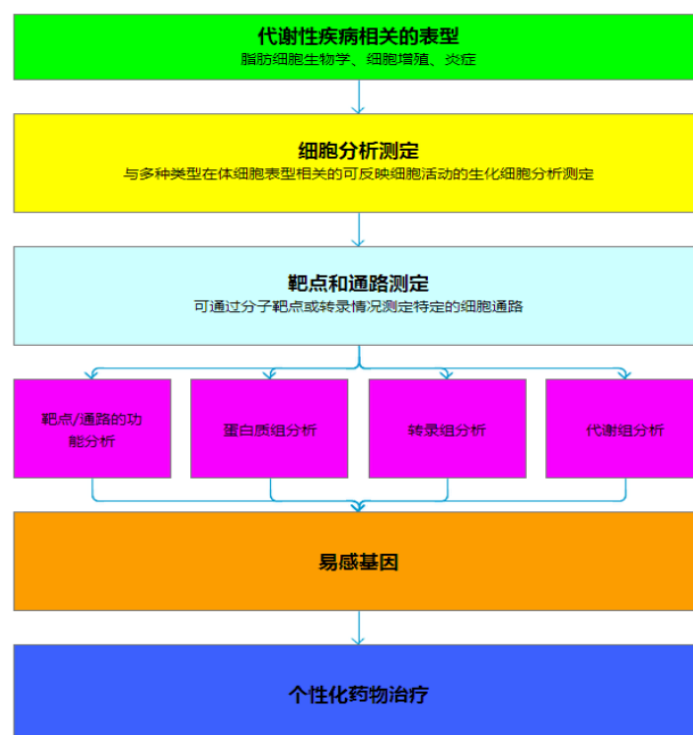 代谢性疾病相关的表型
脂肪细胞生物学、细胞增殖、炎症
细胞分析测定
与多种类型在体细胞表型相关的可反映细胞活动的生化细胞分析测定
靶点和通路测定
可通过分子靶点或转录情况测定特定的细胞通路
靶点/通路的功
能分析
蛋白质组分析
转录组分析
代谢组分析
易感基因
个性化药物治疗